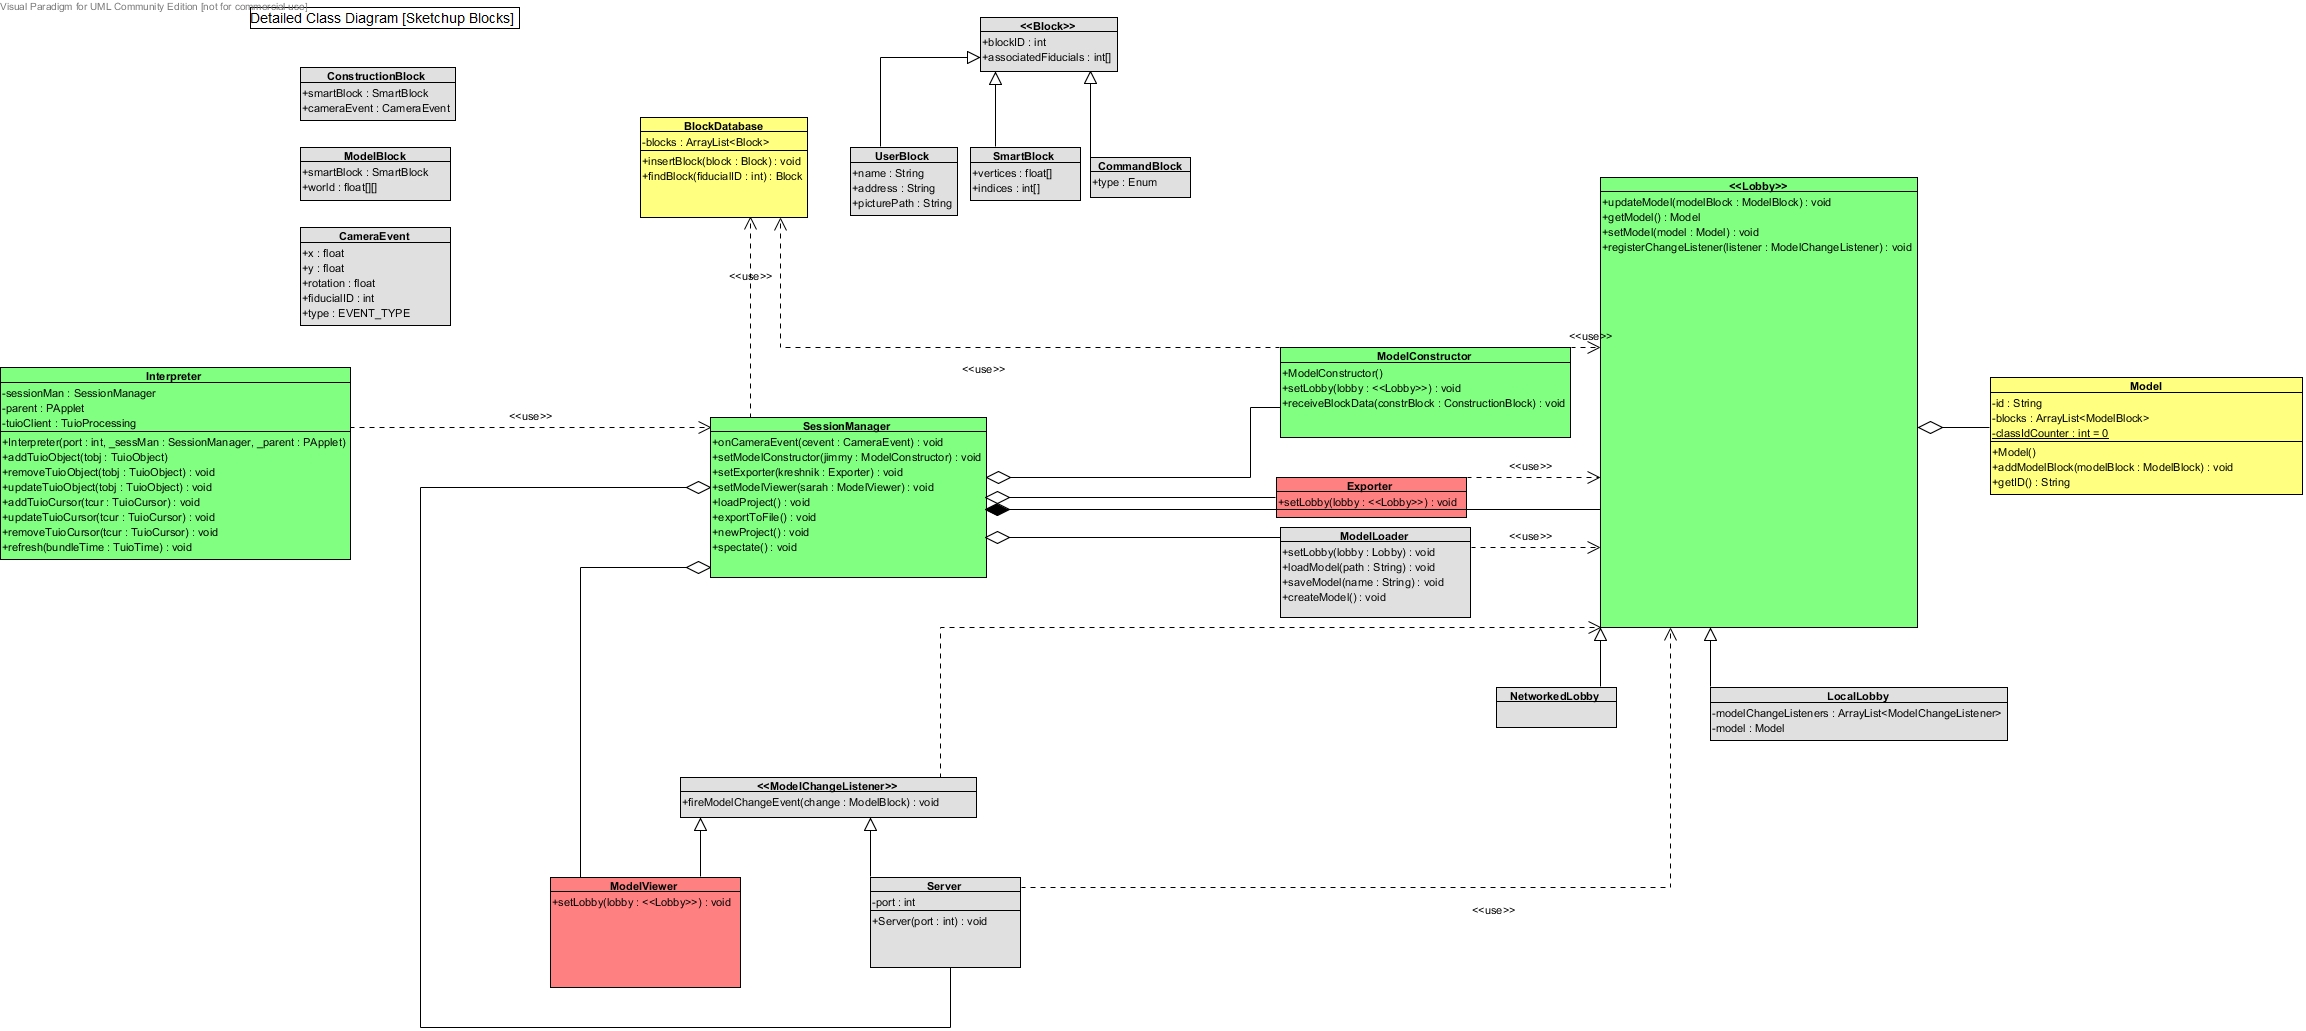 Visual Paradigm for UML Community Edition [not for commercial use]
Detailed Class Diagram [Sketchup Blocks]
<<Block>>
+blockID : int
+associatedFiducials : int[]
ConstructionBlock
+smartBlock : SmartBlock
+cameraEvent : CameraEvent
ModelBlock
+smartBlock : SmartBlock
+world : float[][]
CameraEvent
+x : float
+y : float
+rotation : float
+fiducialID : int
+type : EVENT_TYPE
BlockDatabase
-blocks : ArrayList<Block>
+insertBlock(block : Block) : void
+findBlock(fiducialID : int) : Block
UserBlock
+name : String
+address : String
+picturePath : String
SmartBlock
+vertices : float[]
+indices : int[]
CommandBlock
+type : Enum
<<Lobby>>
+updateModel(modelBlock : ModelBlock) : void
+getModel() : Model
+setModel(model : Model) : void
+registerChangeListener(listener : ModelChangeListener) : void
<<use>>
<<use>>
<<use>>
ModelConstructor
+ModelConstructor()
+setLobby(lobby : <<Lobby>>) : void
+receiveBlockData(constrBlock : ConstructionBlock) : void
Interpreter
-sessionMan : SessionManager
-parent : PApplet
-tuioClient : TuioProcessing
+Interpreter(port : int, _sessMan : SessionManager, _parent : PApplet)
+addTuioObject(tobj : TuioObject)
+removeTuioObject(tobj : TuioObject) : void
+updateTuioObject(tobj : TuioObject) : void
+addTuioCursor(tcur : TuioCursor) : void
+updateTuioCursor(tcur : TuioCursor) : void
+removeTuioCursor(tcur : TuioCursor) : void
+refresh(bundleTime : TuioTime) : void
<<use>>
SessionManager
+onCameraEvent(cevent : CameraEvent) : void
+setModelConstructor(jimmy : ModelConstructor) : void
+setExporter(kreshnik : Exporter) : void
+setModelViewer(sarah : ModelViewer) : void
+loadProject() : void
+exportToFile() : void
+newProject() : void
+spectate() : void
Model
-id : String
-blocks : ArrayList<ModelBlock>
-classIdCounter : int = 0
+Model()
+addModelBlock(modelBlock : ModelBlock) : void
+getID() : String
<<use>>
Exporter
+setLobby(lobby : <<Lobby>>) : void
<<use>>
ModelLoader
+setLobby(lobby : Lobby) : void
+loadModel(path : String) : void
+saveModel(name : String) : void
+createModel() : void
NetworkedLobby
LocalLobby
-modelChangeListeners : ArrayList<ModelChangeListener>
-model : Model
<<ModelChangeListener>>
+fireModelChangeEvent(change : ModelBlock) : void
ModelViewer
+setLobby(lobby : <<Lobby>>) : void
Server
-port : int
+Server(port : int) : void
<<use>>